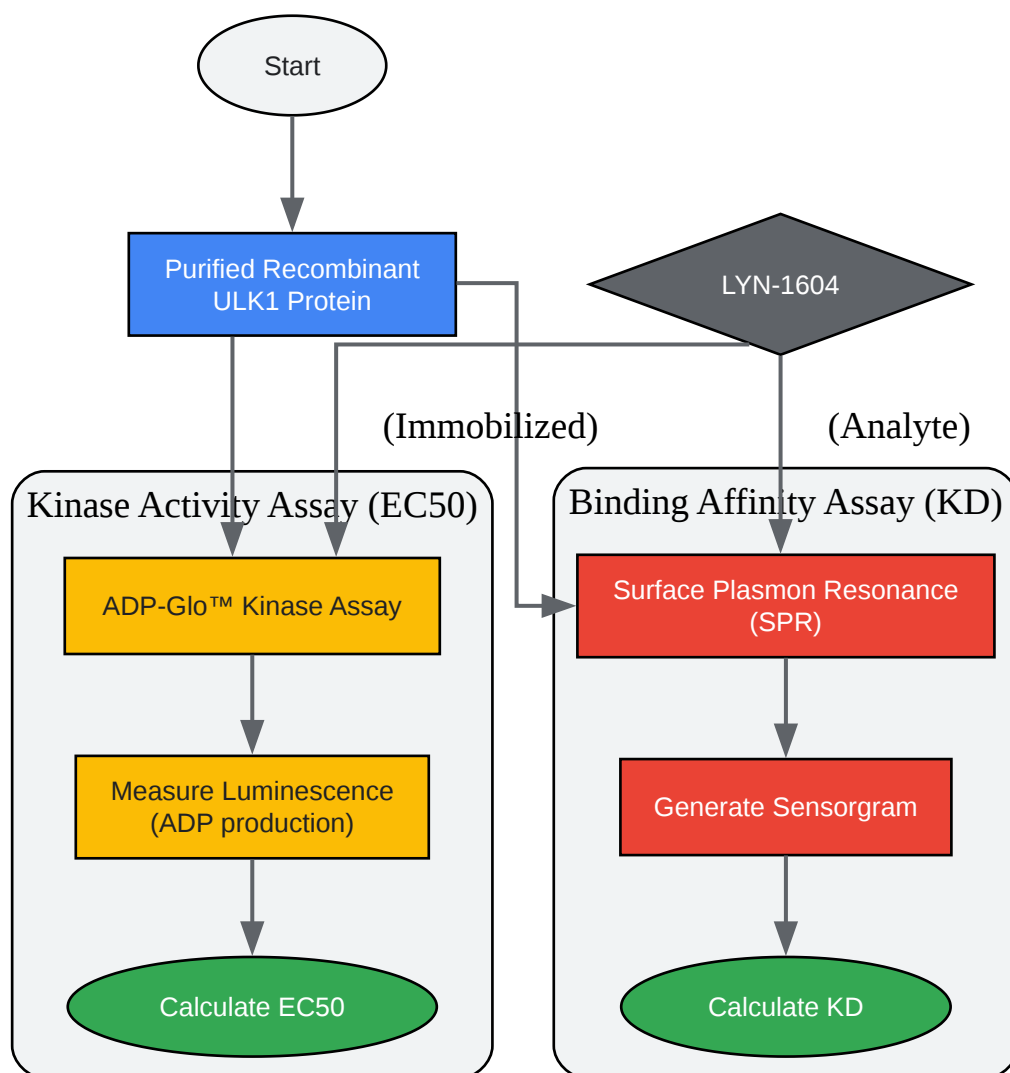 Start
Purified Recombinant
ULK1 Protein
LYN-1604
(Immobilized)
(Analyte)
Kinase Activity Assay (EC50)
ADP-Glo™ Kinase Assay
Measure Luminescence
(ADP production)
Calculate EC50
Binding Affinity Assay (KD)
Surface Plasmon Resonance
(SPR)
Generate Sensorgram
Calculate KD